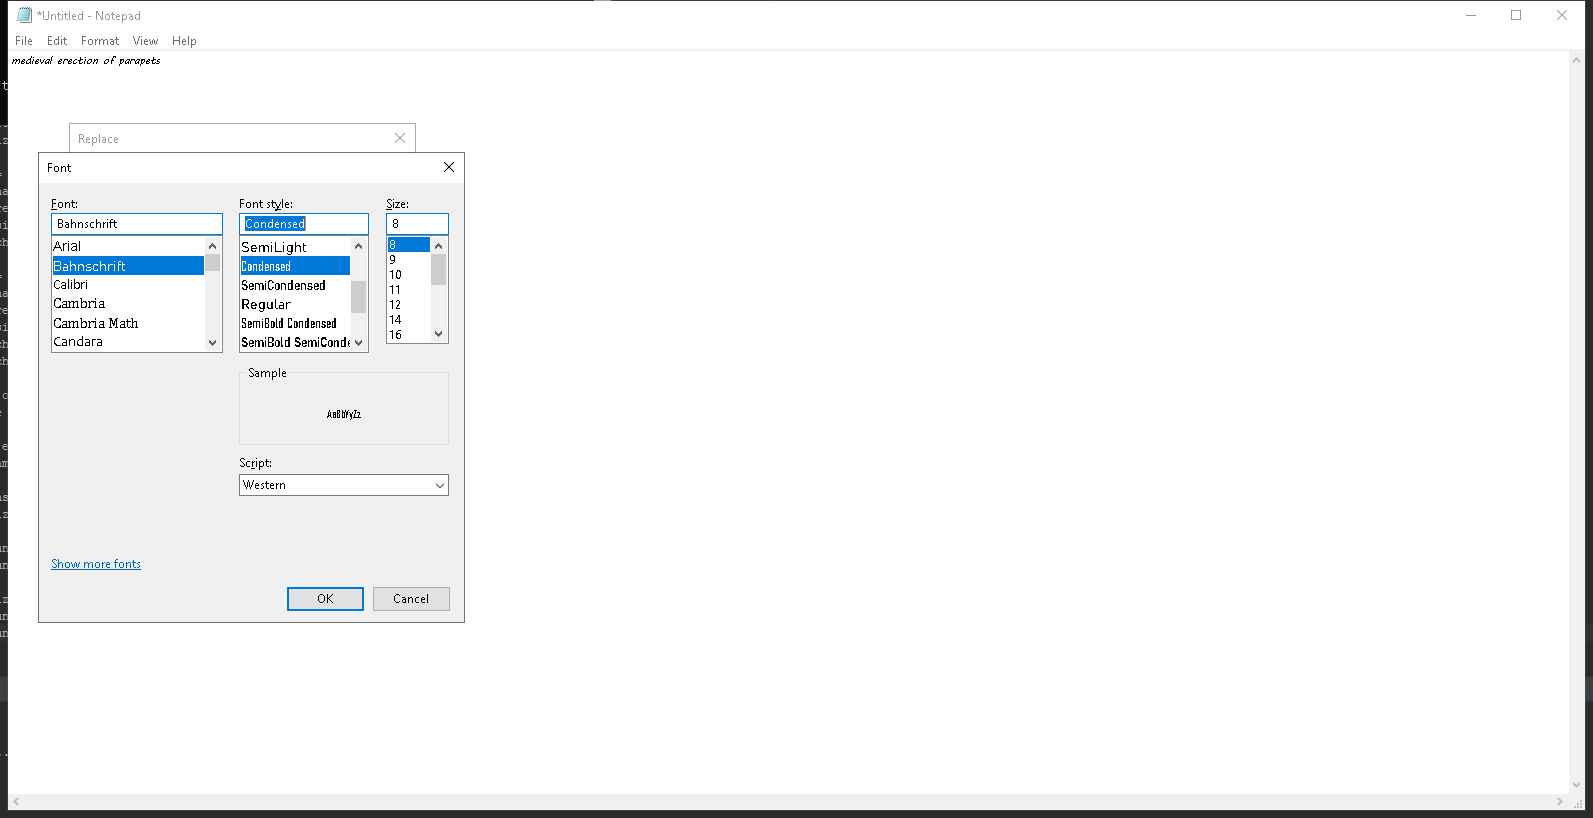 *Untitled - Notepad
File Edit Format View Help
medieval erection of parapets
Replace
Font
Font: Font style: Size:
Bahnschrift Condensed 8
Arial
Bahnschrift
Calibri
Cambria
Cambria Math
Candara
SemiLight
Condensed
SemiCondensed
Regular
SemiBold Condensed
SemiBold SemiConde
8
9
10
11
12
14
16
Sample
AaBbYyZz
Script:
Western
Show more fonts
OK Cancel